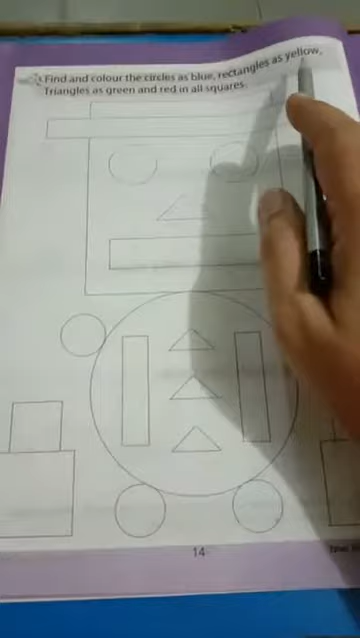 Find and colour the circles as blue, rectangles as yellow,
Triangles as green and red in all squares.
14